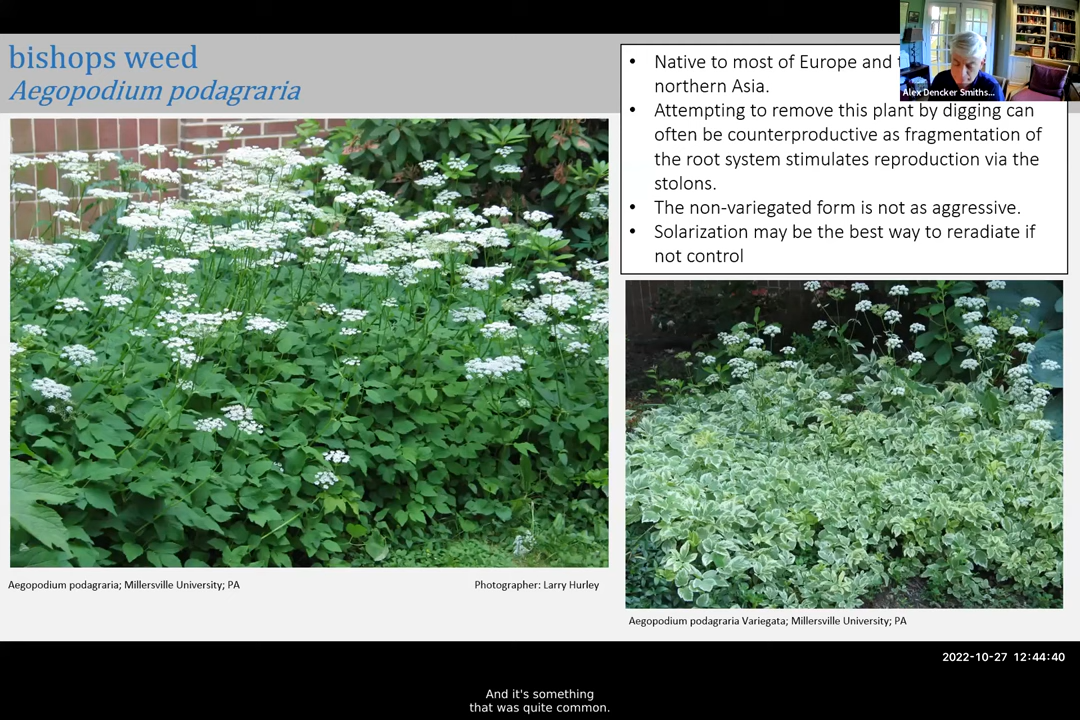 bishops weed
Aegopodium podagraria
• Native to most of Europe and
northern Asia.
• Attempting to remove this plant by digging can
often be counterproductive as fragmentation of
the root system stimulates reproduction via the
stolons.
• The non-variegated form is not as aggressive.
• Solarization may be the best way to reradiate if
not control
Alex Dencker Smiths...
Aegopodium podagraria; Millersville University; PA
Photographer: Larry Hurley
Aegopodium podagraria Variegata; Millersville University; PA
2022-10-27 12:44:40
And it's something
that was quite common.